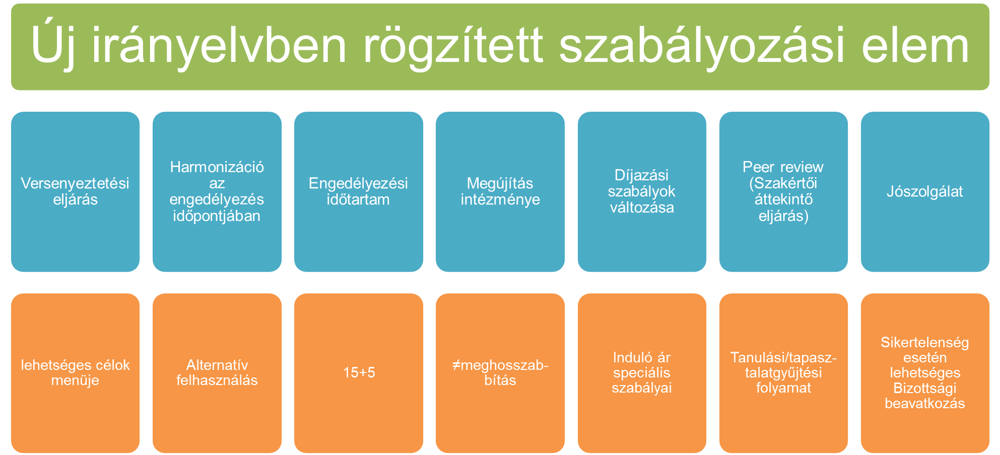 Új irányelvben rögzített szabályozási elem
Versenyeztetési
eljárás
Harmonizáció
az
engedélyezés
időpontjában
Engedélyezési
időtartam
Megújítás
intézménye
Díjazási
szabályok
változása
Peer review
(Szakértői
áttekintő
eljárás)
Jószolgálat
lehetséges célok
menüje
Alternatív
felhasználás
15+5
≠meghosszab-
bítás
Induló ár
speciális
szabályai
Tanulási/tapasz-
talatgyűjtési
folyamat
Sikertelenség
esetén
lehetséges
Bizottsági
beavatkozás